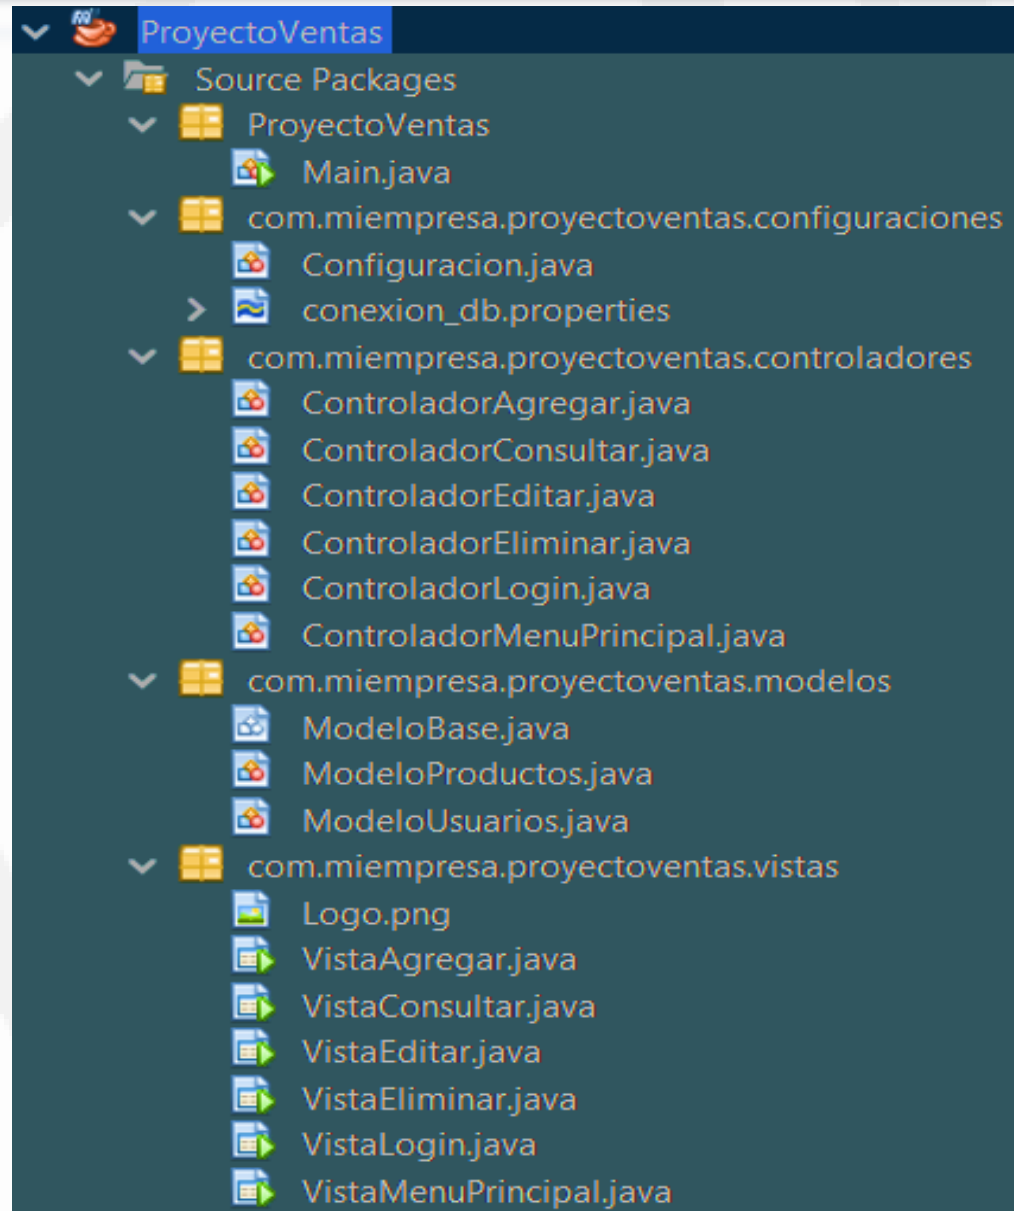 ProyectoVentas
Source Packages
ProyectoVentas
Main.java
com.miempresa.proyectoventas.configuraciones
Configuracion.java
conexion_db.properties
com.miempresa.proyectoventas.controladores
ControladorAgregar.java
ControladorConsultar.java
ControladorEditar.java
ControladorEliminar.java
ControladorLogin.java
ControladorMenuPrincipal.java
com.miempresa.proyectoventas.modelos
ModeloBase.java
ModeloProductos.java
ModeloUsuarios.java
com.miempresa.proyectoventas.vistas
Logo.png
VistaAgregar.java
VistaConsultar.java
VistaEditar.java
VistaEliminar.java
VistaLogin.java
VistaMenuPrincipal.java